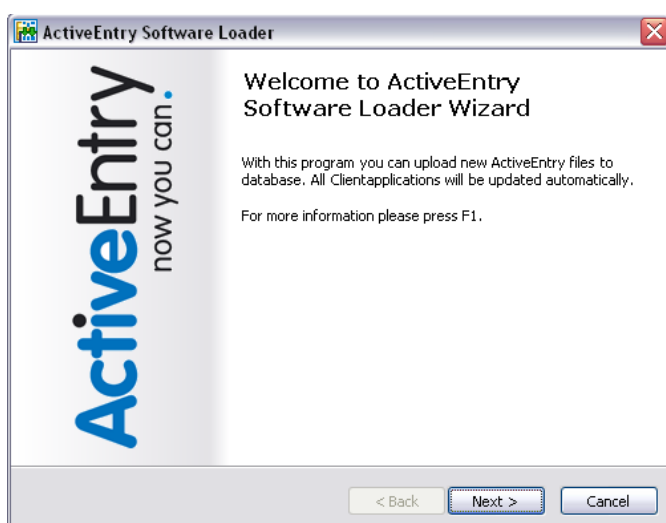 ActiveEntry Software Loader
ActiveEntry
now you can.
Welcome to ActiveEntry
Software Loader Wizard
With this program you can upload new ActiveEntry files to
database. All Clientapplications will be updated automatically.
For more information please press F1.
< Back
Next >
Cancel